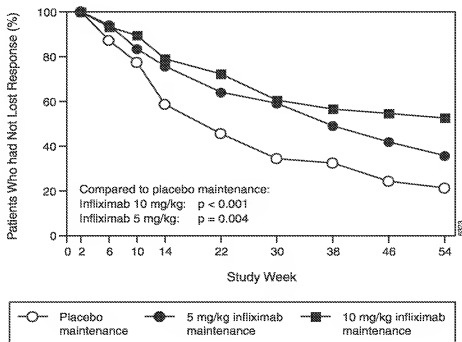 Patients Who had Not Lost Response (%)
100
80
60
40
20
0
Compared to placebo maintenance:
Infliximab 10 mg/kg: p < 0.001
Infliximab 5 mg/kg: p = 0.004
0 2 6 10 14 22 30 38 46 54
Study Week
Placebo maintenance
5 mg/kg infliximab maintenance
10 mg/kg infliximab maintenance